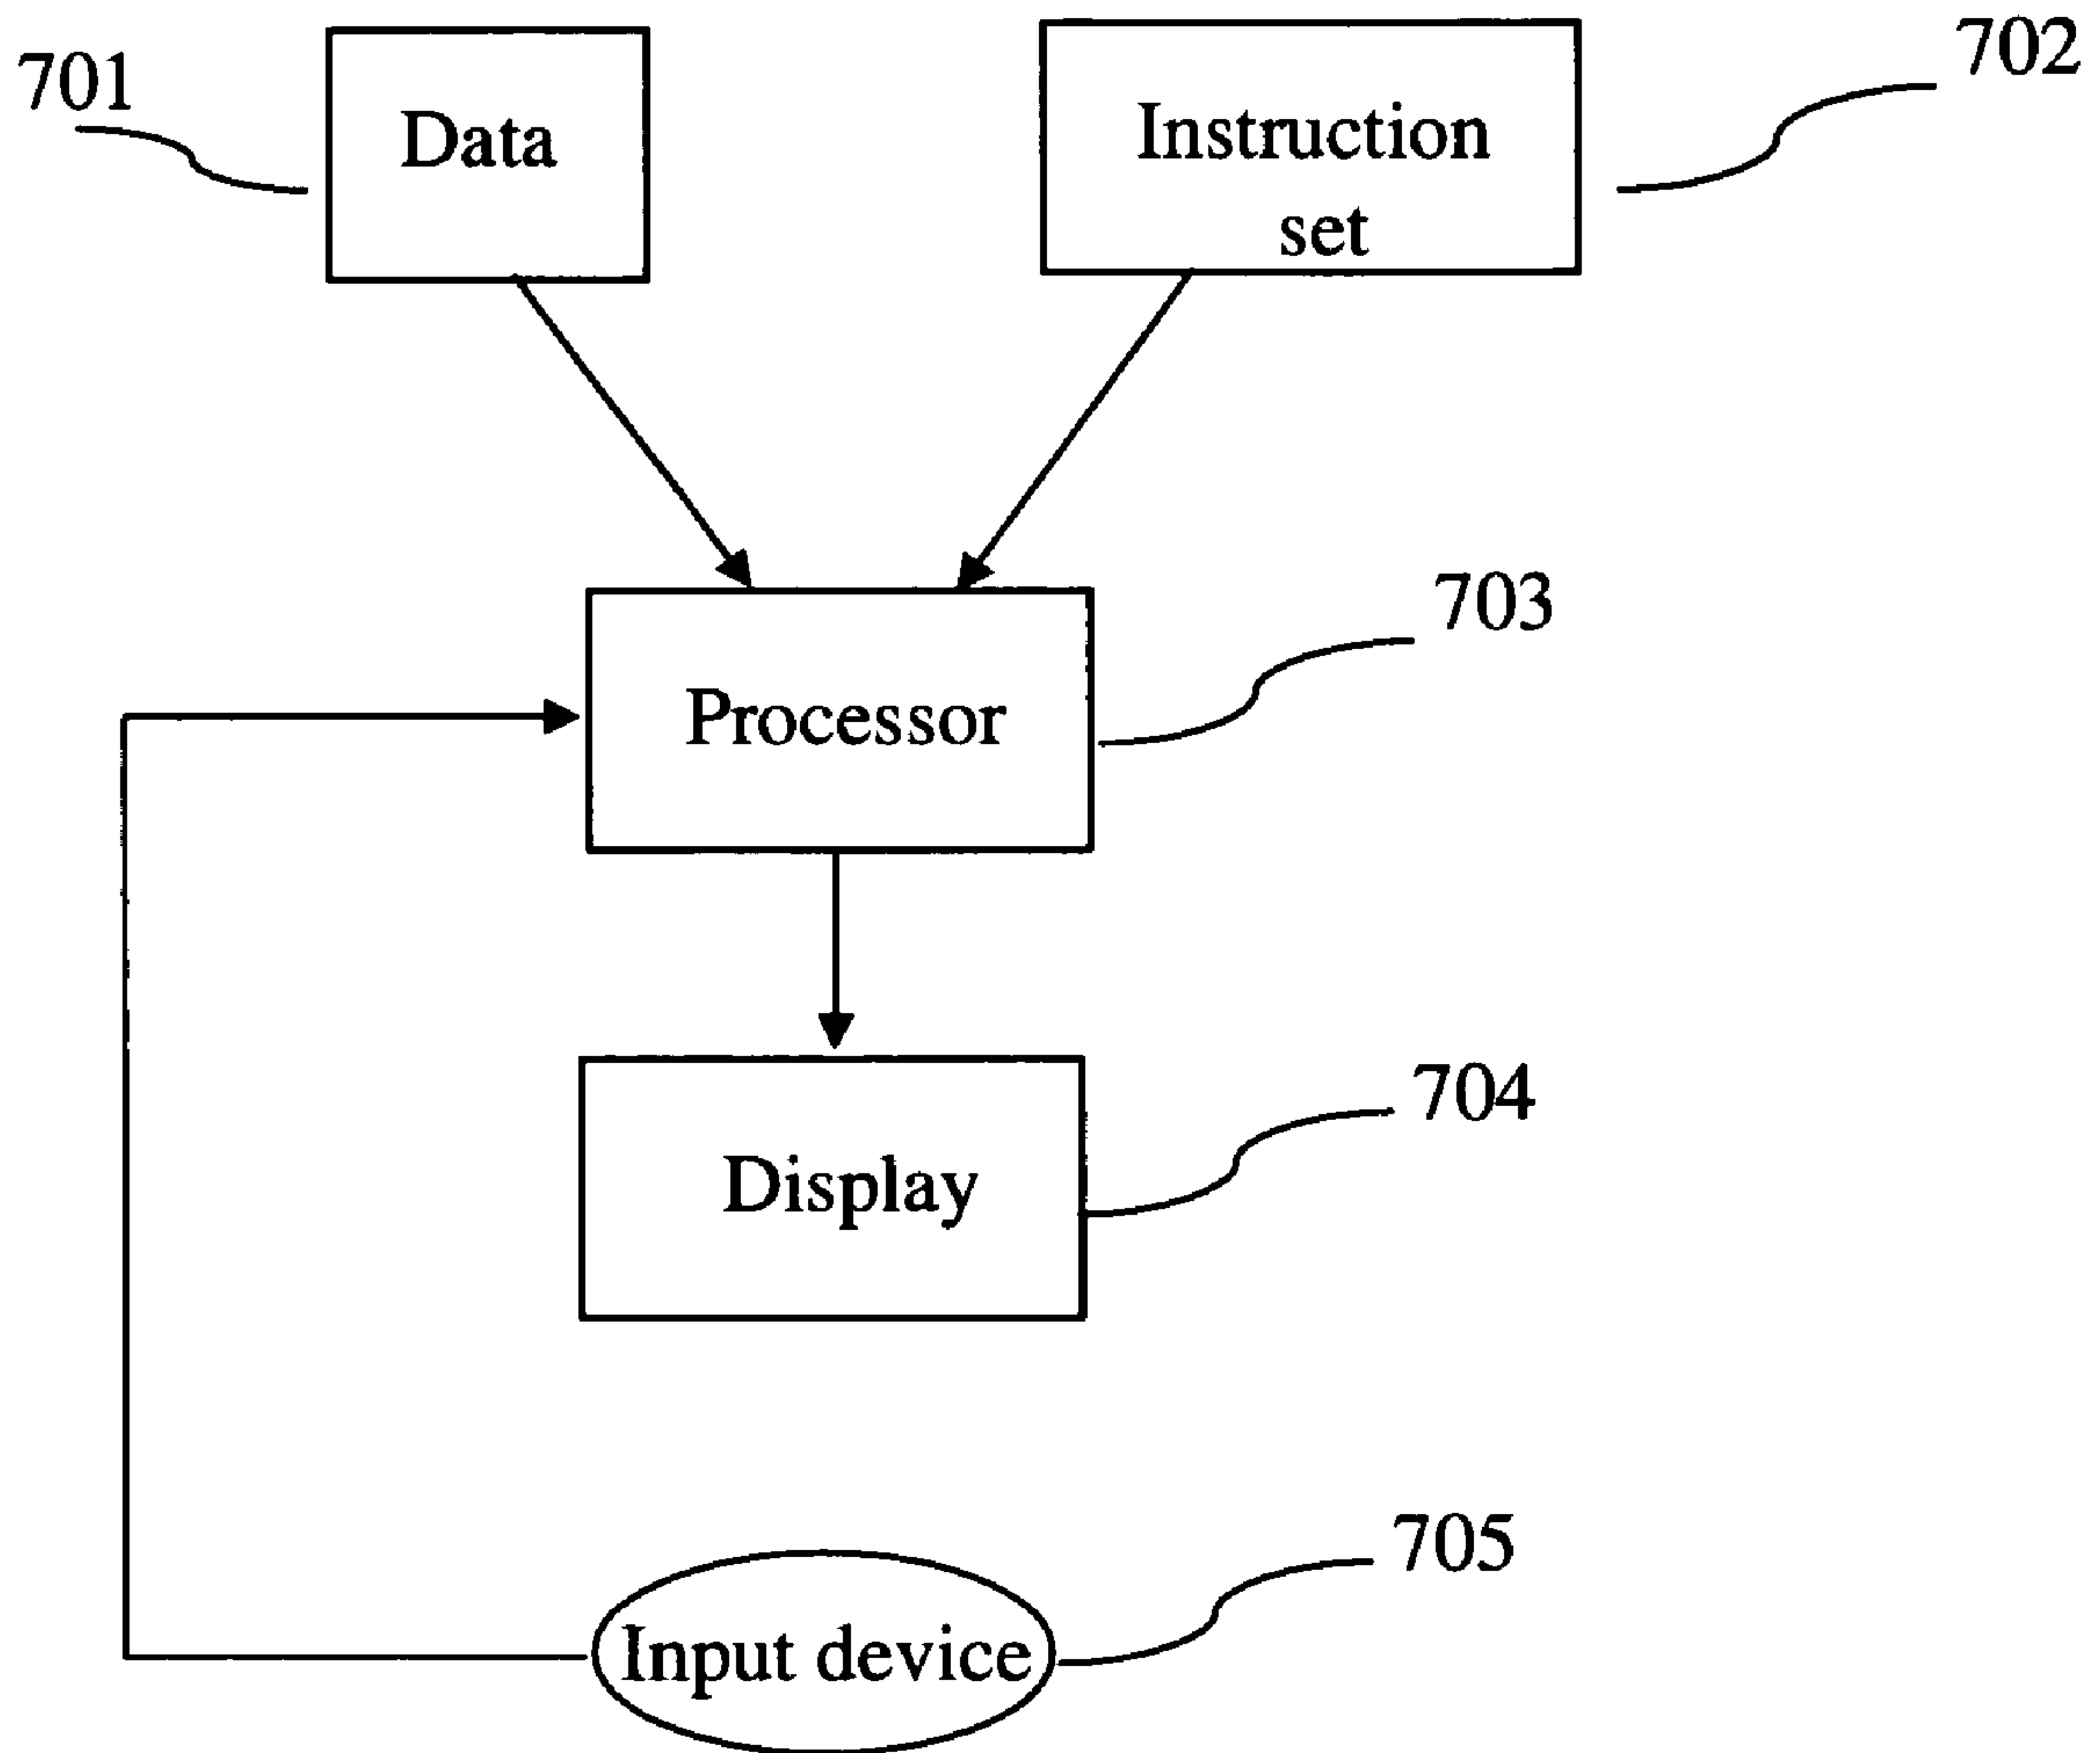 701
Data
Instruction
set
702
Processor
703
Display
704
Input device
705